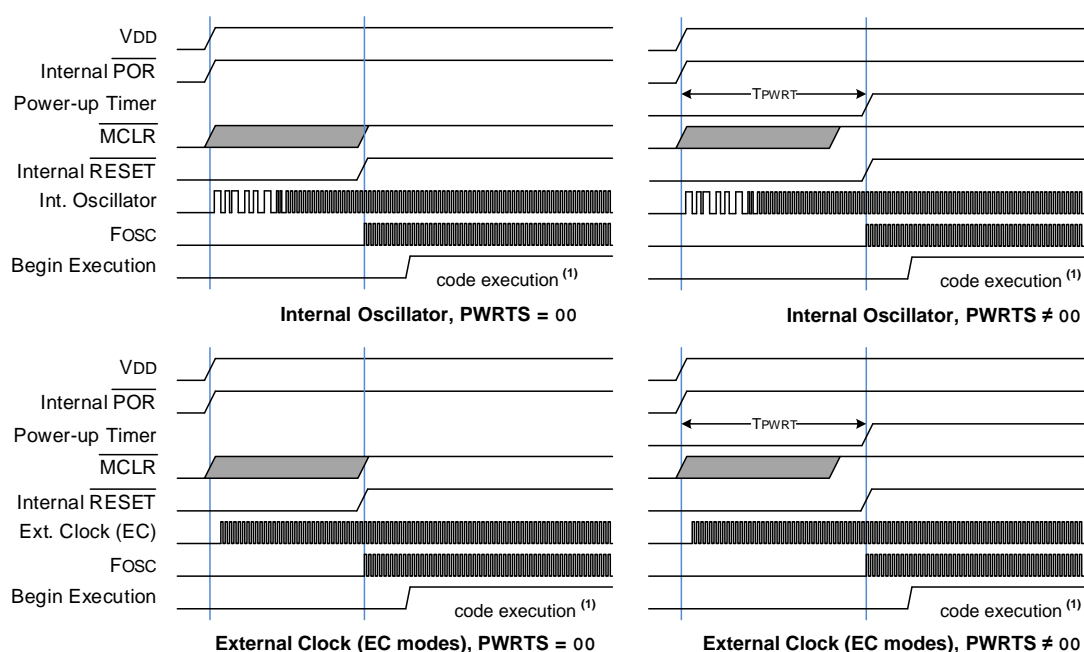 VDD
Internal POR
Power-up Timer
TPWRT
MCLR
Internal RESET
Int. Oscillator
FOSC
Begin Execution
code execution (1)
code execution (1)
Internal Oscillator, PWRTS = 00
Internal Oscillator, PWRTS ≠ 00
VDD
Internal POR
Power-up Timer
TPWRT
MCLR
Internal RESET
Ext. Clock (EC)
FOSC
Begin Execution
code execution (1)
code execution (1)
External Clock (EC modes), PWRTS = 00
External Clock (EC modes), PWRTS ≠ 00